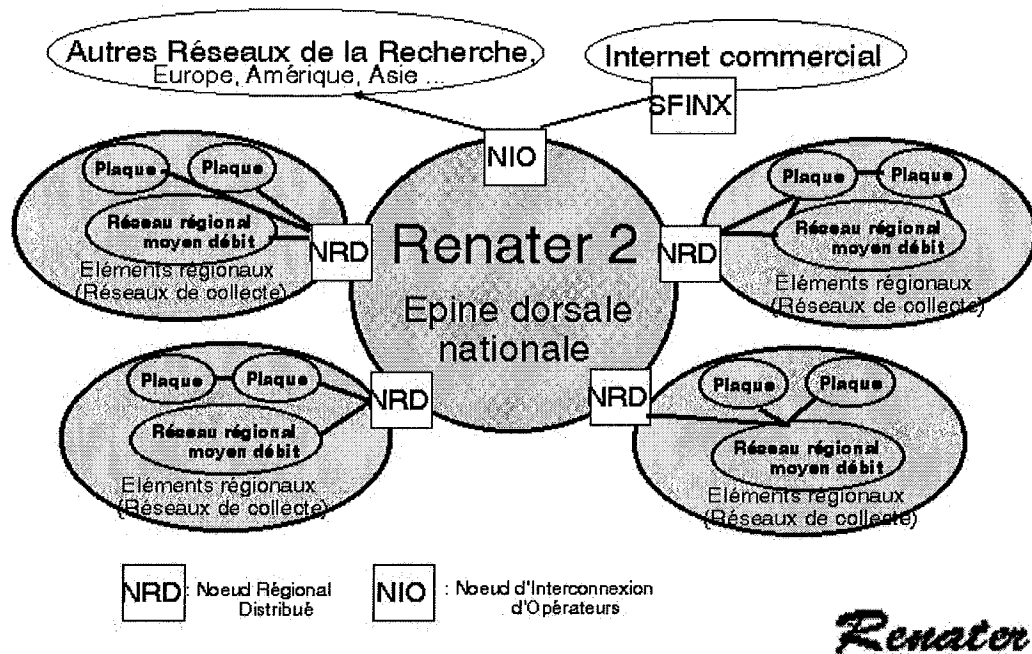 Autres Réseaux de la Recherche,
Europe, Amérique, Asie ...
Internet commercial
SFINX
NIO
Plaque
Plaque
Réseau régional
moyen débit
Eléments régionaux
(Réseaux de collecte)
NRD
Renater 2
Epine dorsale
nationale
NRD
Plaque
Plaque
Réseau régional
moyen débit
Eléments régionaux
(Réseaux de collecte)
Plaque
Plaque
Réseau régional
moyen débit
Eléments régionaux
(Réseaux de collecte)
NRD
NRD
Plaque
Plaque
Réseau régional
moyen débit
Eléments régionaux
(Réseaux de collecte)
NRD : Noeud Régional
Distribué
NIO : Noeud d'Interconnexion
d'Opérateurs
Renater